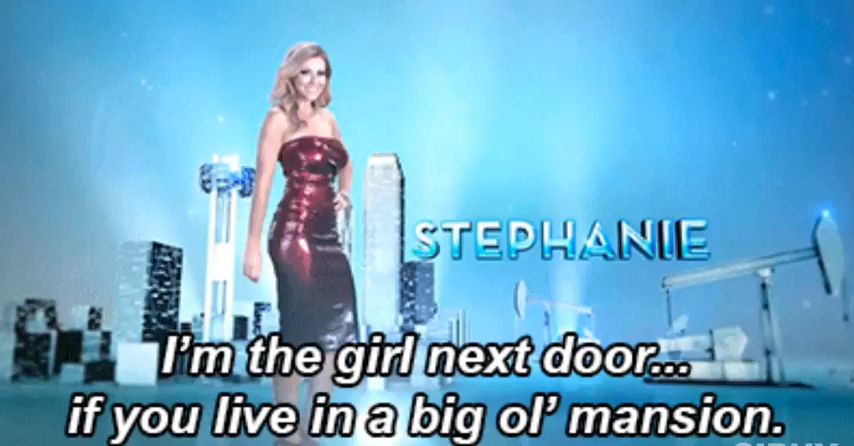 STEPHANIE
I'm the girl next door...
if you live in a big ol' mansion.